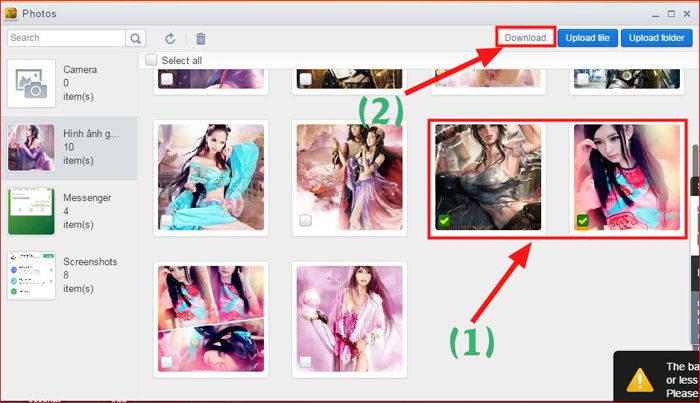 Photos
Search
Download
Upload file
Upload folder
Select all
Camera
0
item(s)
Hình ảnh g...
10
item(s)
Messenger
4
item(s)
Screenshots
8
item(s)
(2)
(1)
The ba
or less
Please